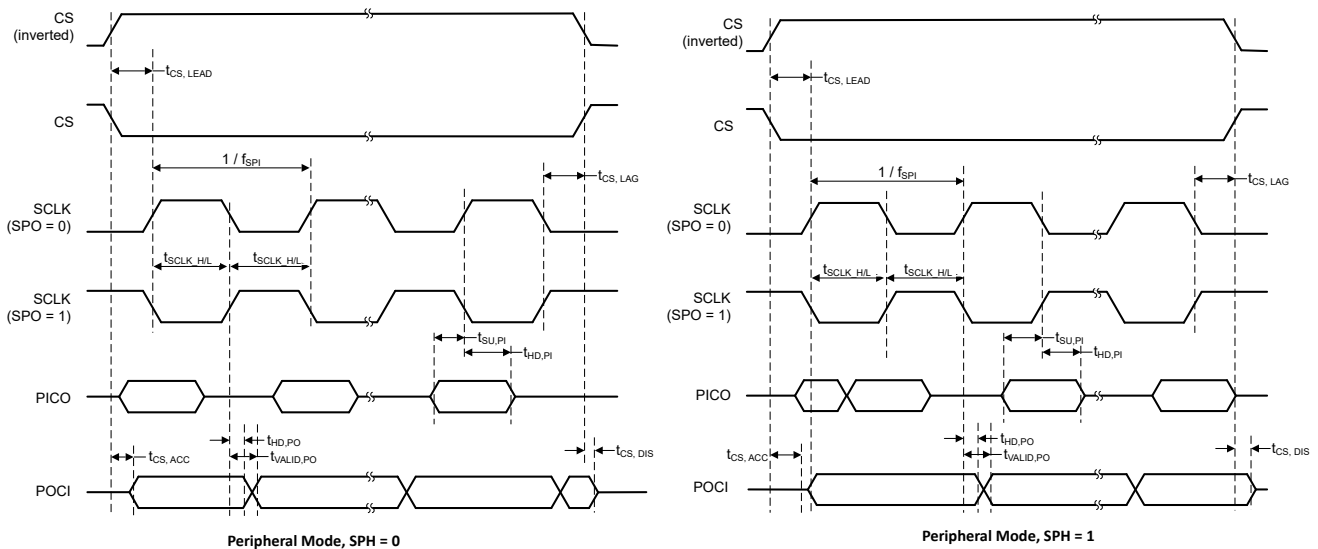 CS
(inverted)
tCS, LEAD
CS
1 / fSPI
tCS, LAG
SCLK
(SPO = 0)
tSCLK_H/L
tSCLK_H/L
SCLK
(SPO = 1)
tSU,PI
tHD,PI
PICO
tHD,PO
tCS, ACC
tVALID,PO
tCS, DIS
POCI
Peripheral Mode, SPH = 0
CS
(inverted)
tCS, LEAD
CS
1 / fSPI
tCS, LAG
SCLK
(SPO = 0)
tSCLK_H/L
tSCLK_H/L
SCLK
(SPO = 1)
tSU,PI
tHD,PI
PICO
tHD,PO
tCS, ACC
tVALID,PO
tCS, DIS
POCI
Peripheral Mode, SPH = 1